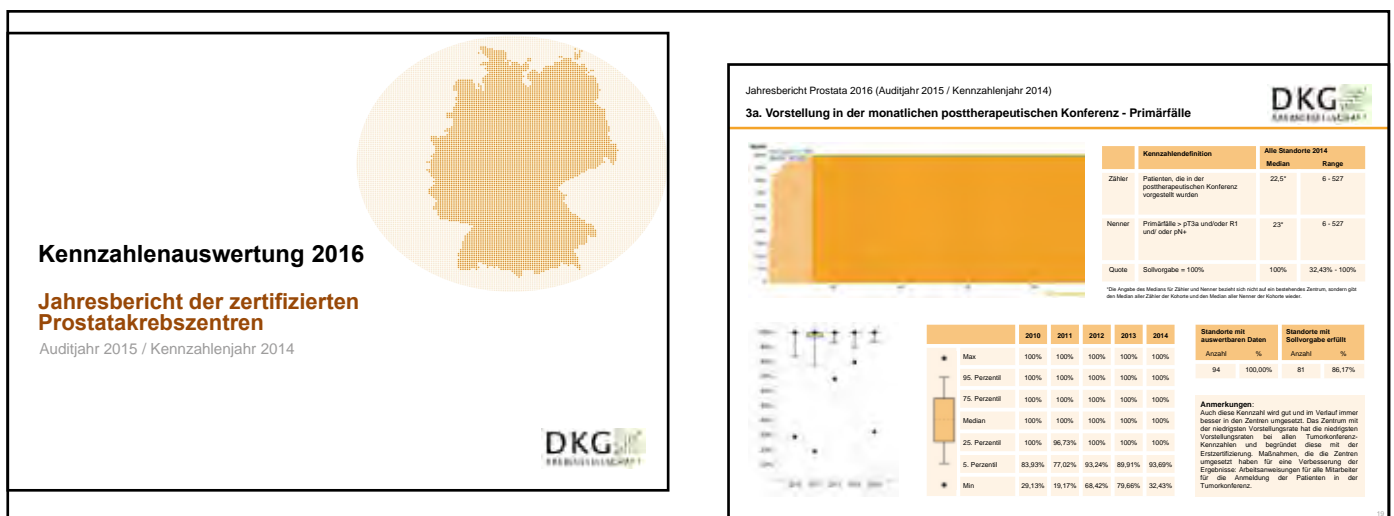 Kennzahlenauswertung 2016
Jahresbericht der zertifizierten
Prostatakrebszentren
Auditjahr 2015 / Kennzahlenjahr 2014
DKG
Jahresbericht Prostata 2016 (Auditjahr 2015 / Kennzahlenjahr 2014)
3a. Vorstellung in der monatlichen posttherapeutischen Konferenz - Primärfälle
DKG
Kennzahlendefinition Alle Standorte 2014
Median Range
Zähler Patienten, die in der posttherapeutischen Konferenz vorgestellt wurden 22,5* 6 - 527
Nenner Primärfälle > pT3a und/oder R1 und/ oder pN+ 23* 6 - 527
Quote Sollvorgabe = 100% 100% 32,43% - 100%
*Die Angabe des Medians für Zähler und Nenner bezieht sich nicht auf ein bestehendes Zentrum, sondern gibt
den Median aller Zähler der Kohorte und den Median aller Nenner der Kohorte wieder.
2010 2011 2012 2013 2014
Max 100% 100% 100% 100% 100%
95. Perzentil 100% 100% 100% 100% 100%
75. Perzentil 100% 100% 100% 100% 100%
Median 100% 100% 100% 100% 100%
25. Perzentil 100% 96,73% 100% 100% 100%
5. Perzentil 83,93% 77,02% 93,24% 89,91% 93,69%
Min 29,13% 19,17% 68,42% 79,66% 32,43%
Standorte mit auswertbaren Daten Standorte mit Sollvorgabe erfüllt
Anzahl % Anzahl %
94 100,00% 81 86,17%
Anmerkungen:
Auch diese Kennzahl wird gut und im Verlauf immer
besser in den Zentren umgesetzt. Das Zentrum mit
der niedrigsten Vorstellungsrate hat die niedrigsten
Vorstellungsraten bei allen Tumorkonferenz-
Kennzahlen und begründet diese mit der
Erstzertifizierung. Maßnahmen, die die Zentren
umgesetzt haben für eine Verbesserung der
Ergebnisse: Arbeitsanweisungen für alle Mitarbeiter
für die Anmeldung der Patienten in der
Tumorkonferenz.
19